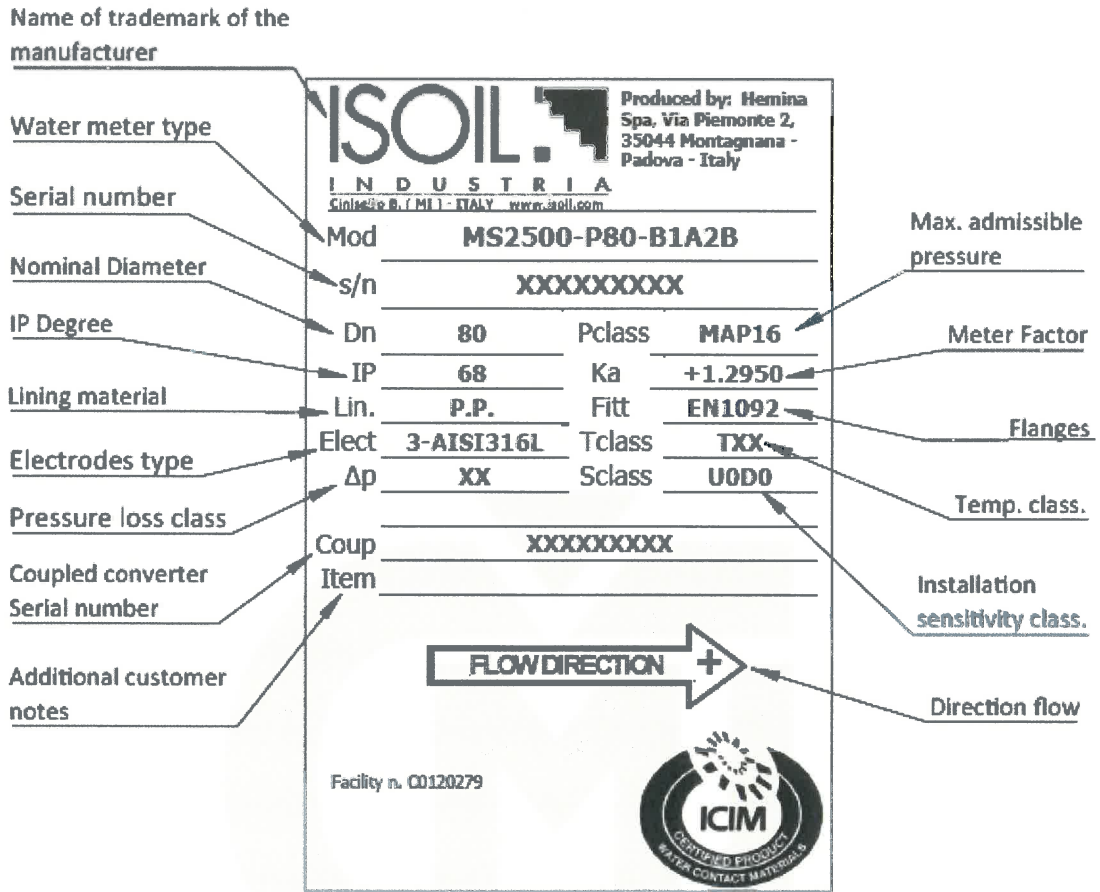 Name of trademark of the
manufacturer
Water meter type
Serial number
Nominal Diameter
IP Degree
Lining material
Electrodes type
Pressure loss class
Coupled converter
Serial number
Additional customer
notes
ISOIL
INDUSTRIA
Cinisello B. ( MI ) - ITALY www.isoil.com
Produced by: Hemina
Spa, Via Piemonte 2,
35044 Montagnana -
Padova - Italy
Mod MS2500-P80-B1A2B
s/n XXXXXXXXX
Dn 80 Pclass MAP16
IP 68 Ka +1.2950
Lin. P.P. Fitt EN1092
Elect 3-AISI316L Tclass TXX
Δp XX Sclass U0D0
Coup XXXXXXXXX
Item
FLOW DIRECTION +
Facility n. C0120279
ICIM
CERTIFIED PRODUCT
WATER CONTACT MATERIALS
Max. admissible
pressure
Meter Factor
Flanges
Temp. class.
Installation
sensitivity class.
Direction flow